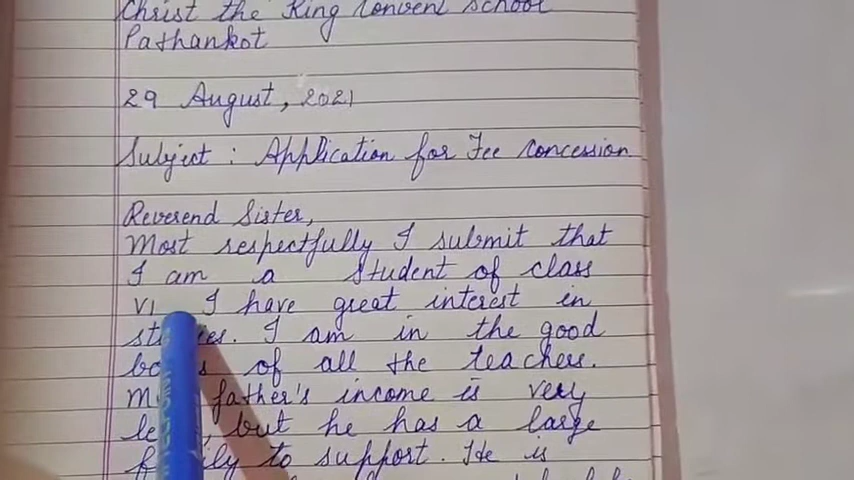 Christ the King Convent School
Pathankot
29 August, 2021
Subject : Application for Fee concession
Reverend Sister,
Most respectfully I submit that
I am a student of class
VI I have great interest in
I am in the good
of all the teachers.
father's income is very
but he has a large
to support. He is